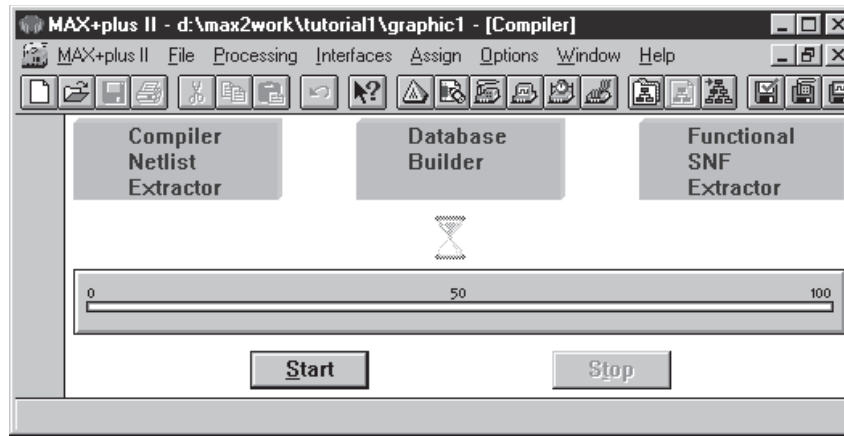 MAX+plus II - d:\max2work\tutorial1\graphic1 - [Compiler]
MAX+plus II File Processing Interfaces Assign Options Window Help
Compiler
Netlist
Extractor
Database
Builder
Functional
SNF
Extractor
0 50 100
Start Stop